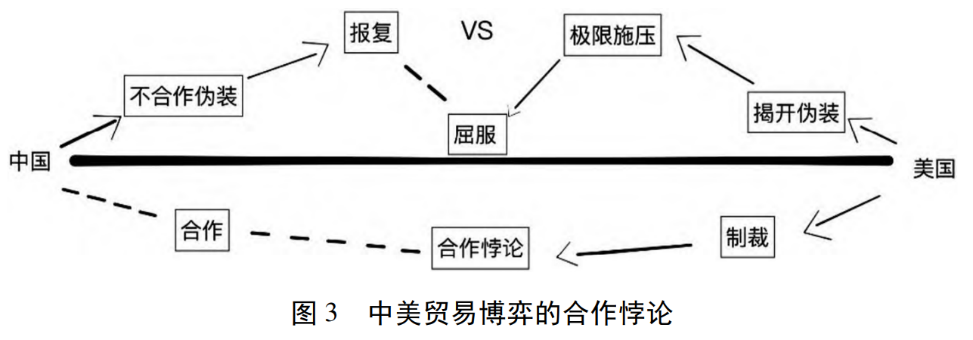 报复
VS
极限施压
不合作伪装
揭开伪装
屈服
中国
美国
合作
合作悖论
制裁
图 3 中美贸易博弈的合作悖论